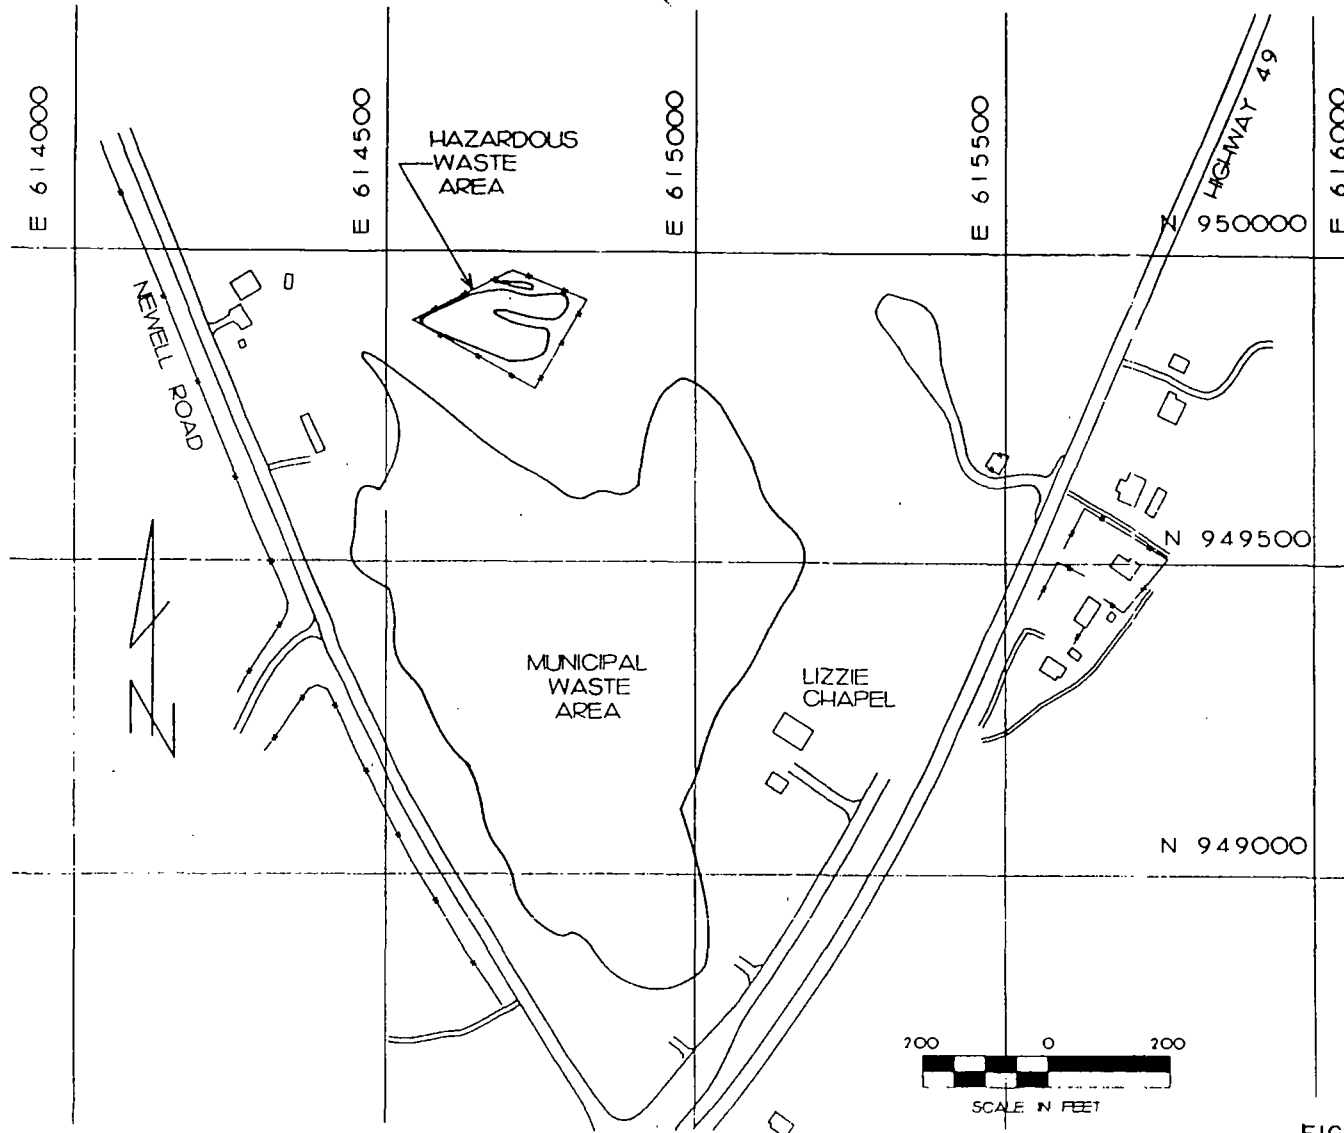 E 614000
E 614500
E 615000
E 615500
E 616000
HIGHWAY 49
HAZARDOUS
WASTE
AREA
N 950000
NEWELL ROAD
N 949500
MUNICIPAL
WASTE
AREA
LIZZIE
CHAPEL
N 949000
200 0 200
SCALE IN FEET
N